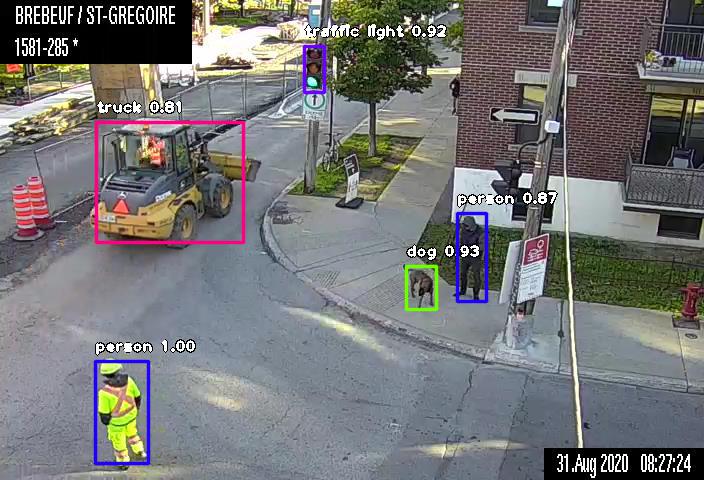 BREBEUF / ST-GREGOIRE
1581-285 *
traffic light 0.92
truck 0.81
person 0.87
dog 0.93
person 1.00
31.Aug 2020 08:27:24